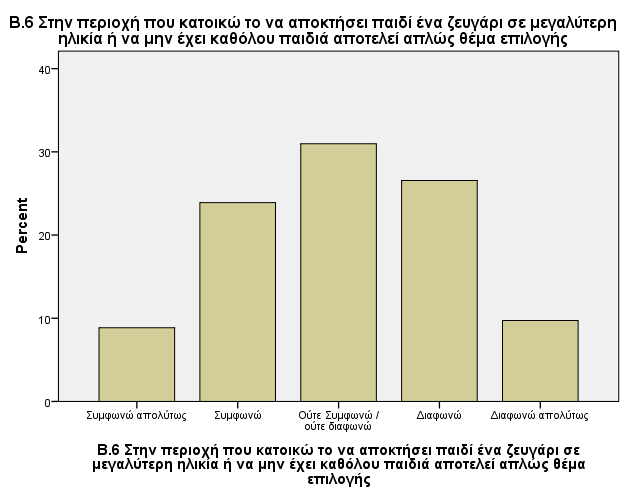 B.6 Στην περιοχή που κατοικώ το να αποκτήσει παιδί ένα ζευγάρι σε μεγαλύτερη
ηλικία ή να μην έχει καθόλου παιδιά αποτελεί απλώς θέμα επιλογής
40
30
20
10
0
Percent
Συμφωνώ απολύτως
Συμφωνώ
Ούτε Συμφωνώ /
ούτε διαφωνώ
Διαφωνώ
Διαφωνώ απολύτως
B.6 Στην περιοχή που κατοικώ το να αποκτήσει παιδί ένα ζευγάρι σε
μεγαλύτερη ηλικία ή να μην έχει καθόλου παιδιά αποτελεί απλώς θέμα
επιλογής